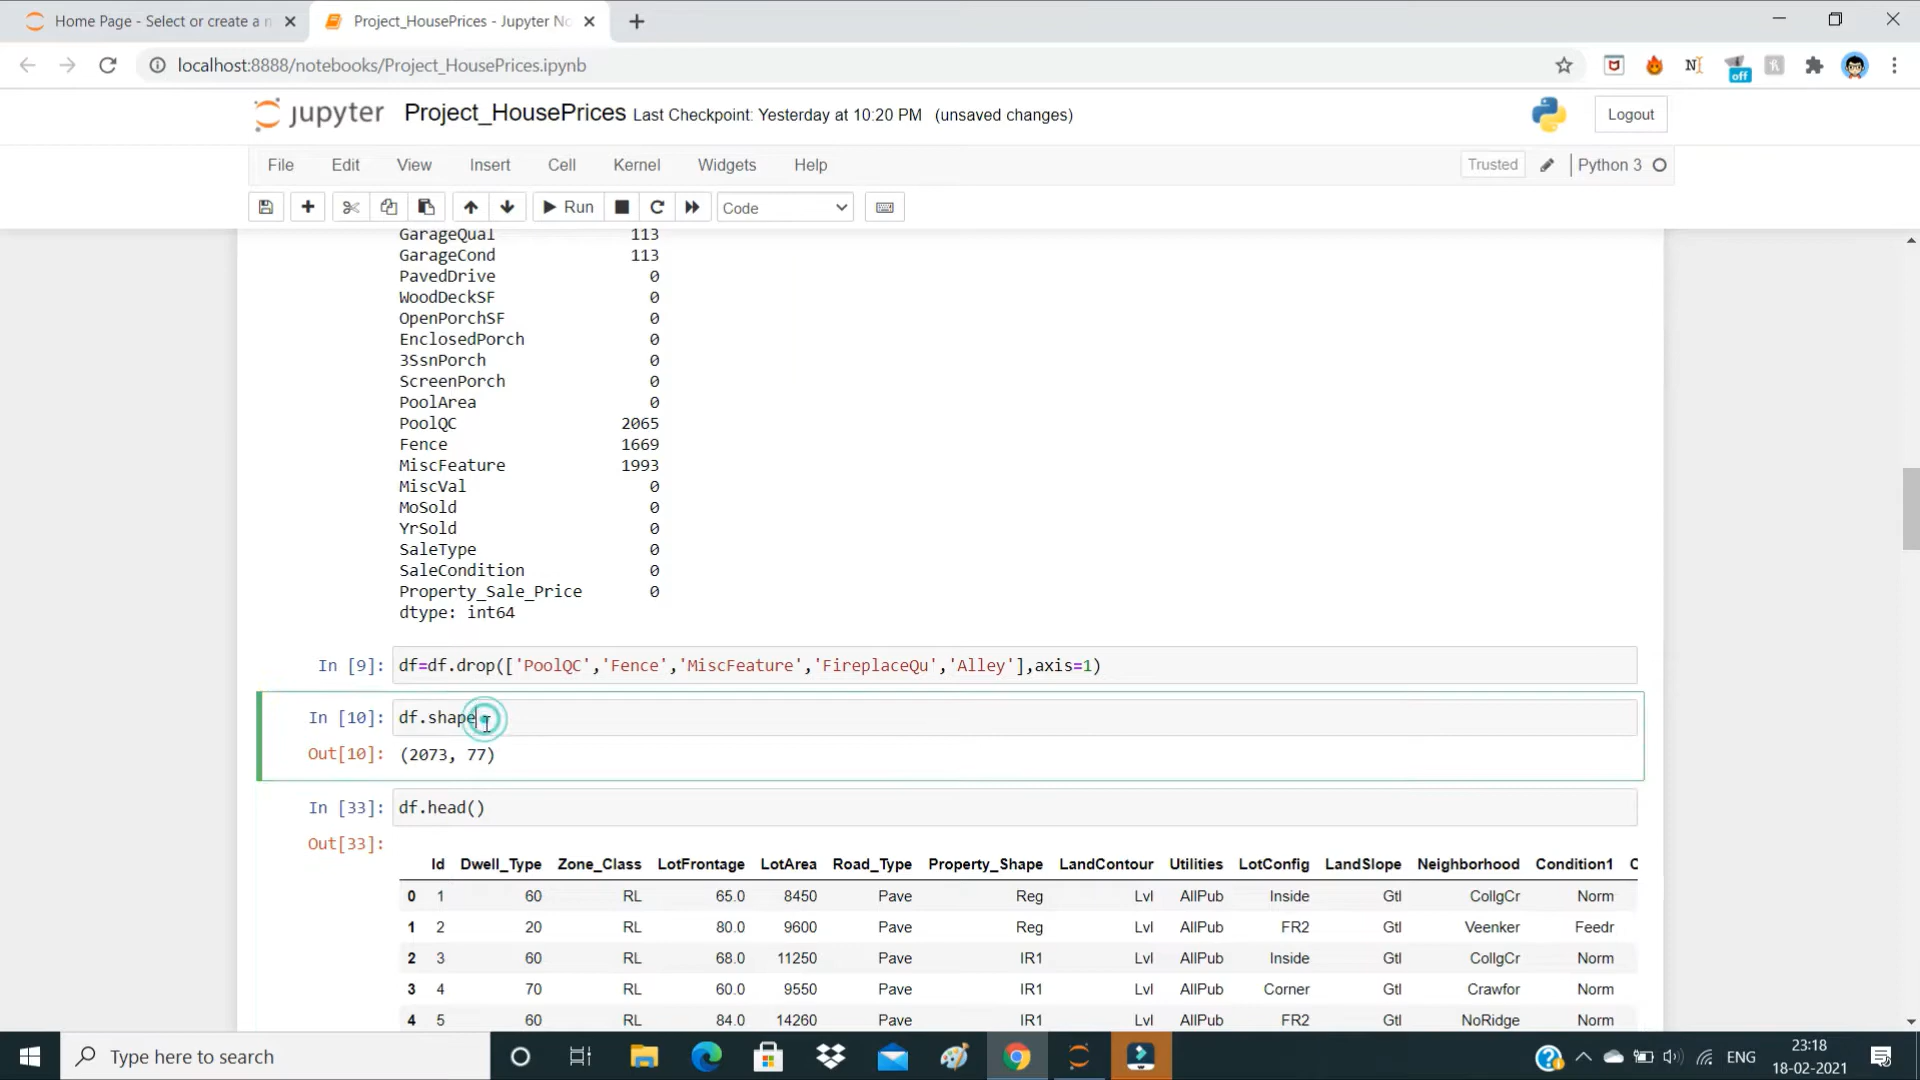 Home Page - Select or create a n
Project_HousePrices - Jupyter No
localhost:8888/notebooks/Project_HousePrices.ipynb
off
jupyter Project_HousePrices Last Checkpoint: Yesterday at 10:20 PM (unsaved changes)
Logout
File Edit View Insert Cell Kernel Widgets Help
Trusted Python 3
Run Code
GarageQual 113
GarageCond 113
PavedDrive 0
WoodDeckSF 0
OpenPorchSF 0
EnclosedPorch 0
3SsnPorch 0
ScreenPorch 0
PoolArea 0
PoolQC 2065
Fence 1669
MiscFeature 1993
MiscVal 0
MoSold 0
YrSold 0
SaleType 0
SaleCondition 0
Property_Sale_Price 0
dtype: int64
In [9]: df=df.drop(['PoolQC','Fence','MiscFeature','FireplaceQu','Alley'],axis=1)
In [10]: df.shape
Out[10]: (2073, 77)
In [33]: df.head()
Out[33]:
Id Dwell_Type Zone_Class LotFrontage LotArea Road_Type Property_Shape LandContour Utilities LotConfig LandSlope Neighborhood Condition1 C
0 1 60 RL 65.0 8450 Pave Reg Lvl AllPub Inside Gtl CollgCr Norm
1 2 20 RL 80.0 9600 Pave Reg Lvl AllPub FR2 Gtl Veenker Feedr
2 3 60 RL 68.0 11250 Pave IR1 Lvl AllPub Inside Gtl CollgCr Norm
3 4 70 RL 60.0 9550 Pave IR1 Lvl AllPub Corner Gtl Crawfor Norm
4 5 60 RL 84.0 14260 Pave IR1 Lvl AllPub FR2 Gtl NoRidge Norm
Type here to search
ENG
23:18
18-02-2021